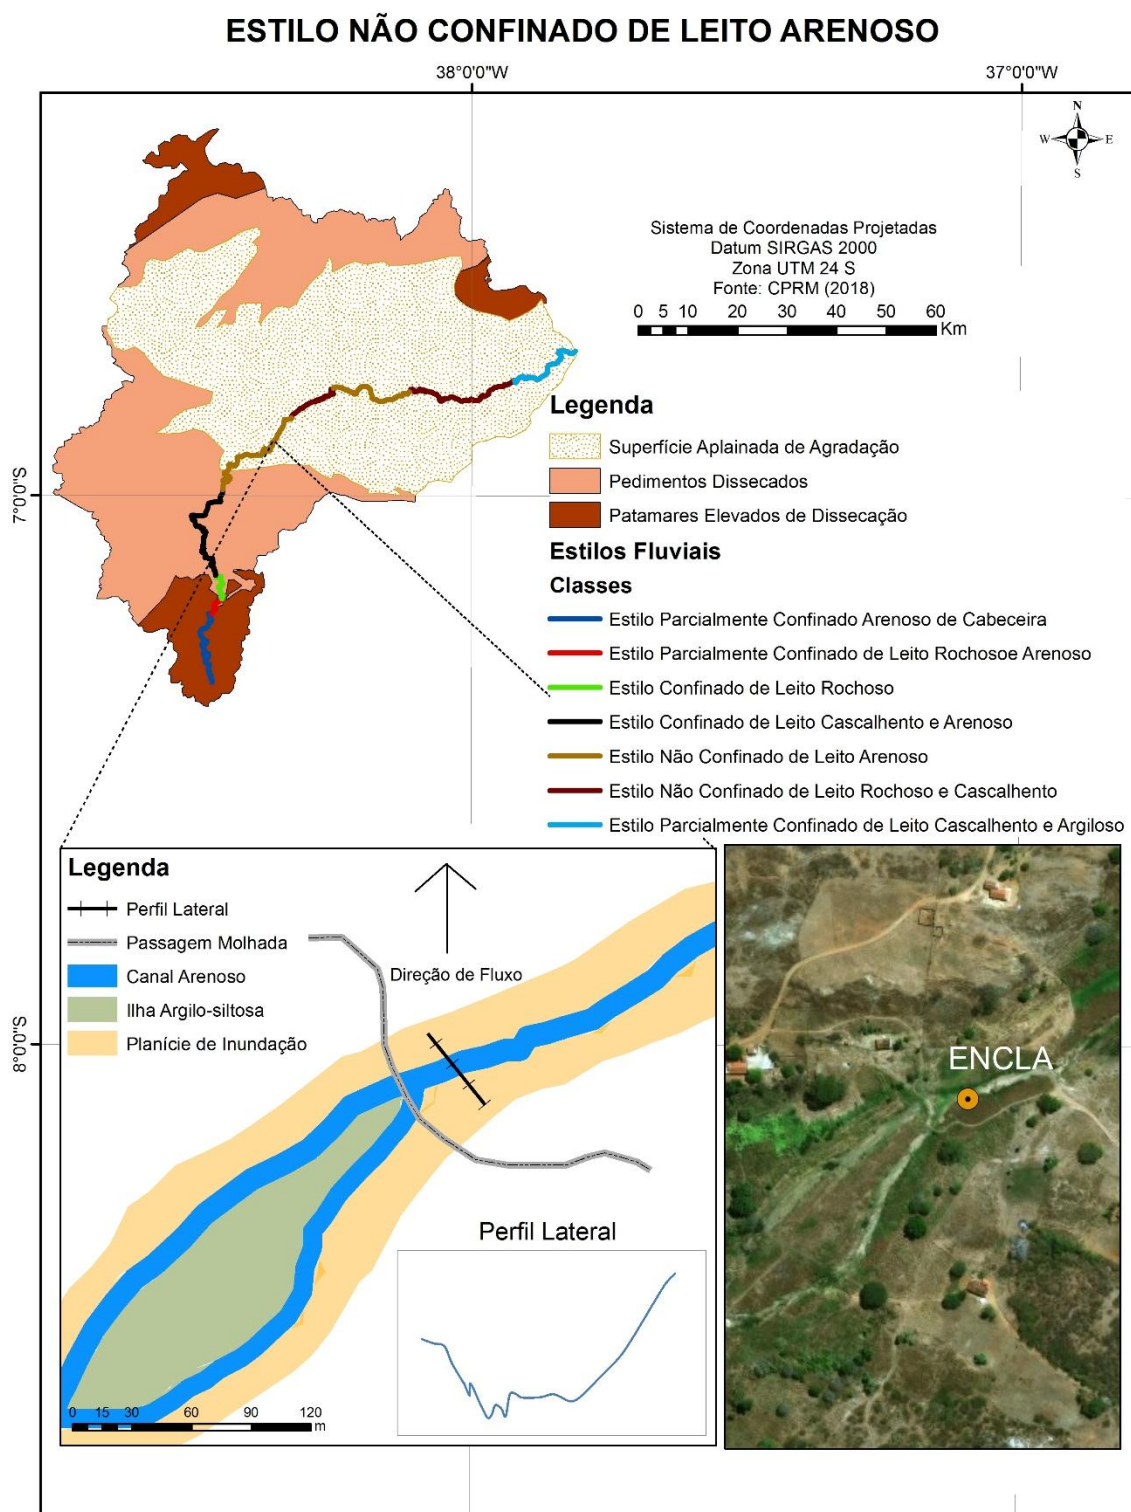 ESTILO NÃO CONFINADO DE LEITO ARENOSO
38°0'0"W
37°0'0"W
N
W
E
S
Sistema de Coordenadas Projetadas
Datum SIRGAS 2000
Zona UTM 24 S
Fonte: CPRM (2018)
0 5 10 20 30 40 50 60
Km
Legenda
Superfície Aplainada de Agradação
Pedimentos Dissecados
7°0'0"S
Patamares Elevados de Dissecação
Estilos Fluviais
Classes
Estilo Parcialmente Confinado Arenoso de Cabeceira
Estilo Parcialmente Confinado de Leito Rochosoe Arenoso
Estilo Confinado de Leito Rochoso
Estilo Confinado de Leito Cascalhento e Arenoso
Estilo Não Confinado de Leito Arenoso
Estilo Não Confinado de Leito Rochoso e Cascalhento
Estilo Parcialmente Confinado de Leito Cascalhento e Argiloso
Legenda
Perfil Lateral
Passagem Molhada
Canal Arenoso
Ilha Argilo-siltosa
Planície de Inundação
Direção de Fluxo
8°0'0"S
ENCLA
Perfil Lateral
0 15 30 60 90 120
m